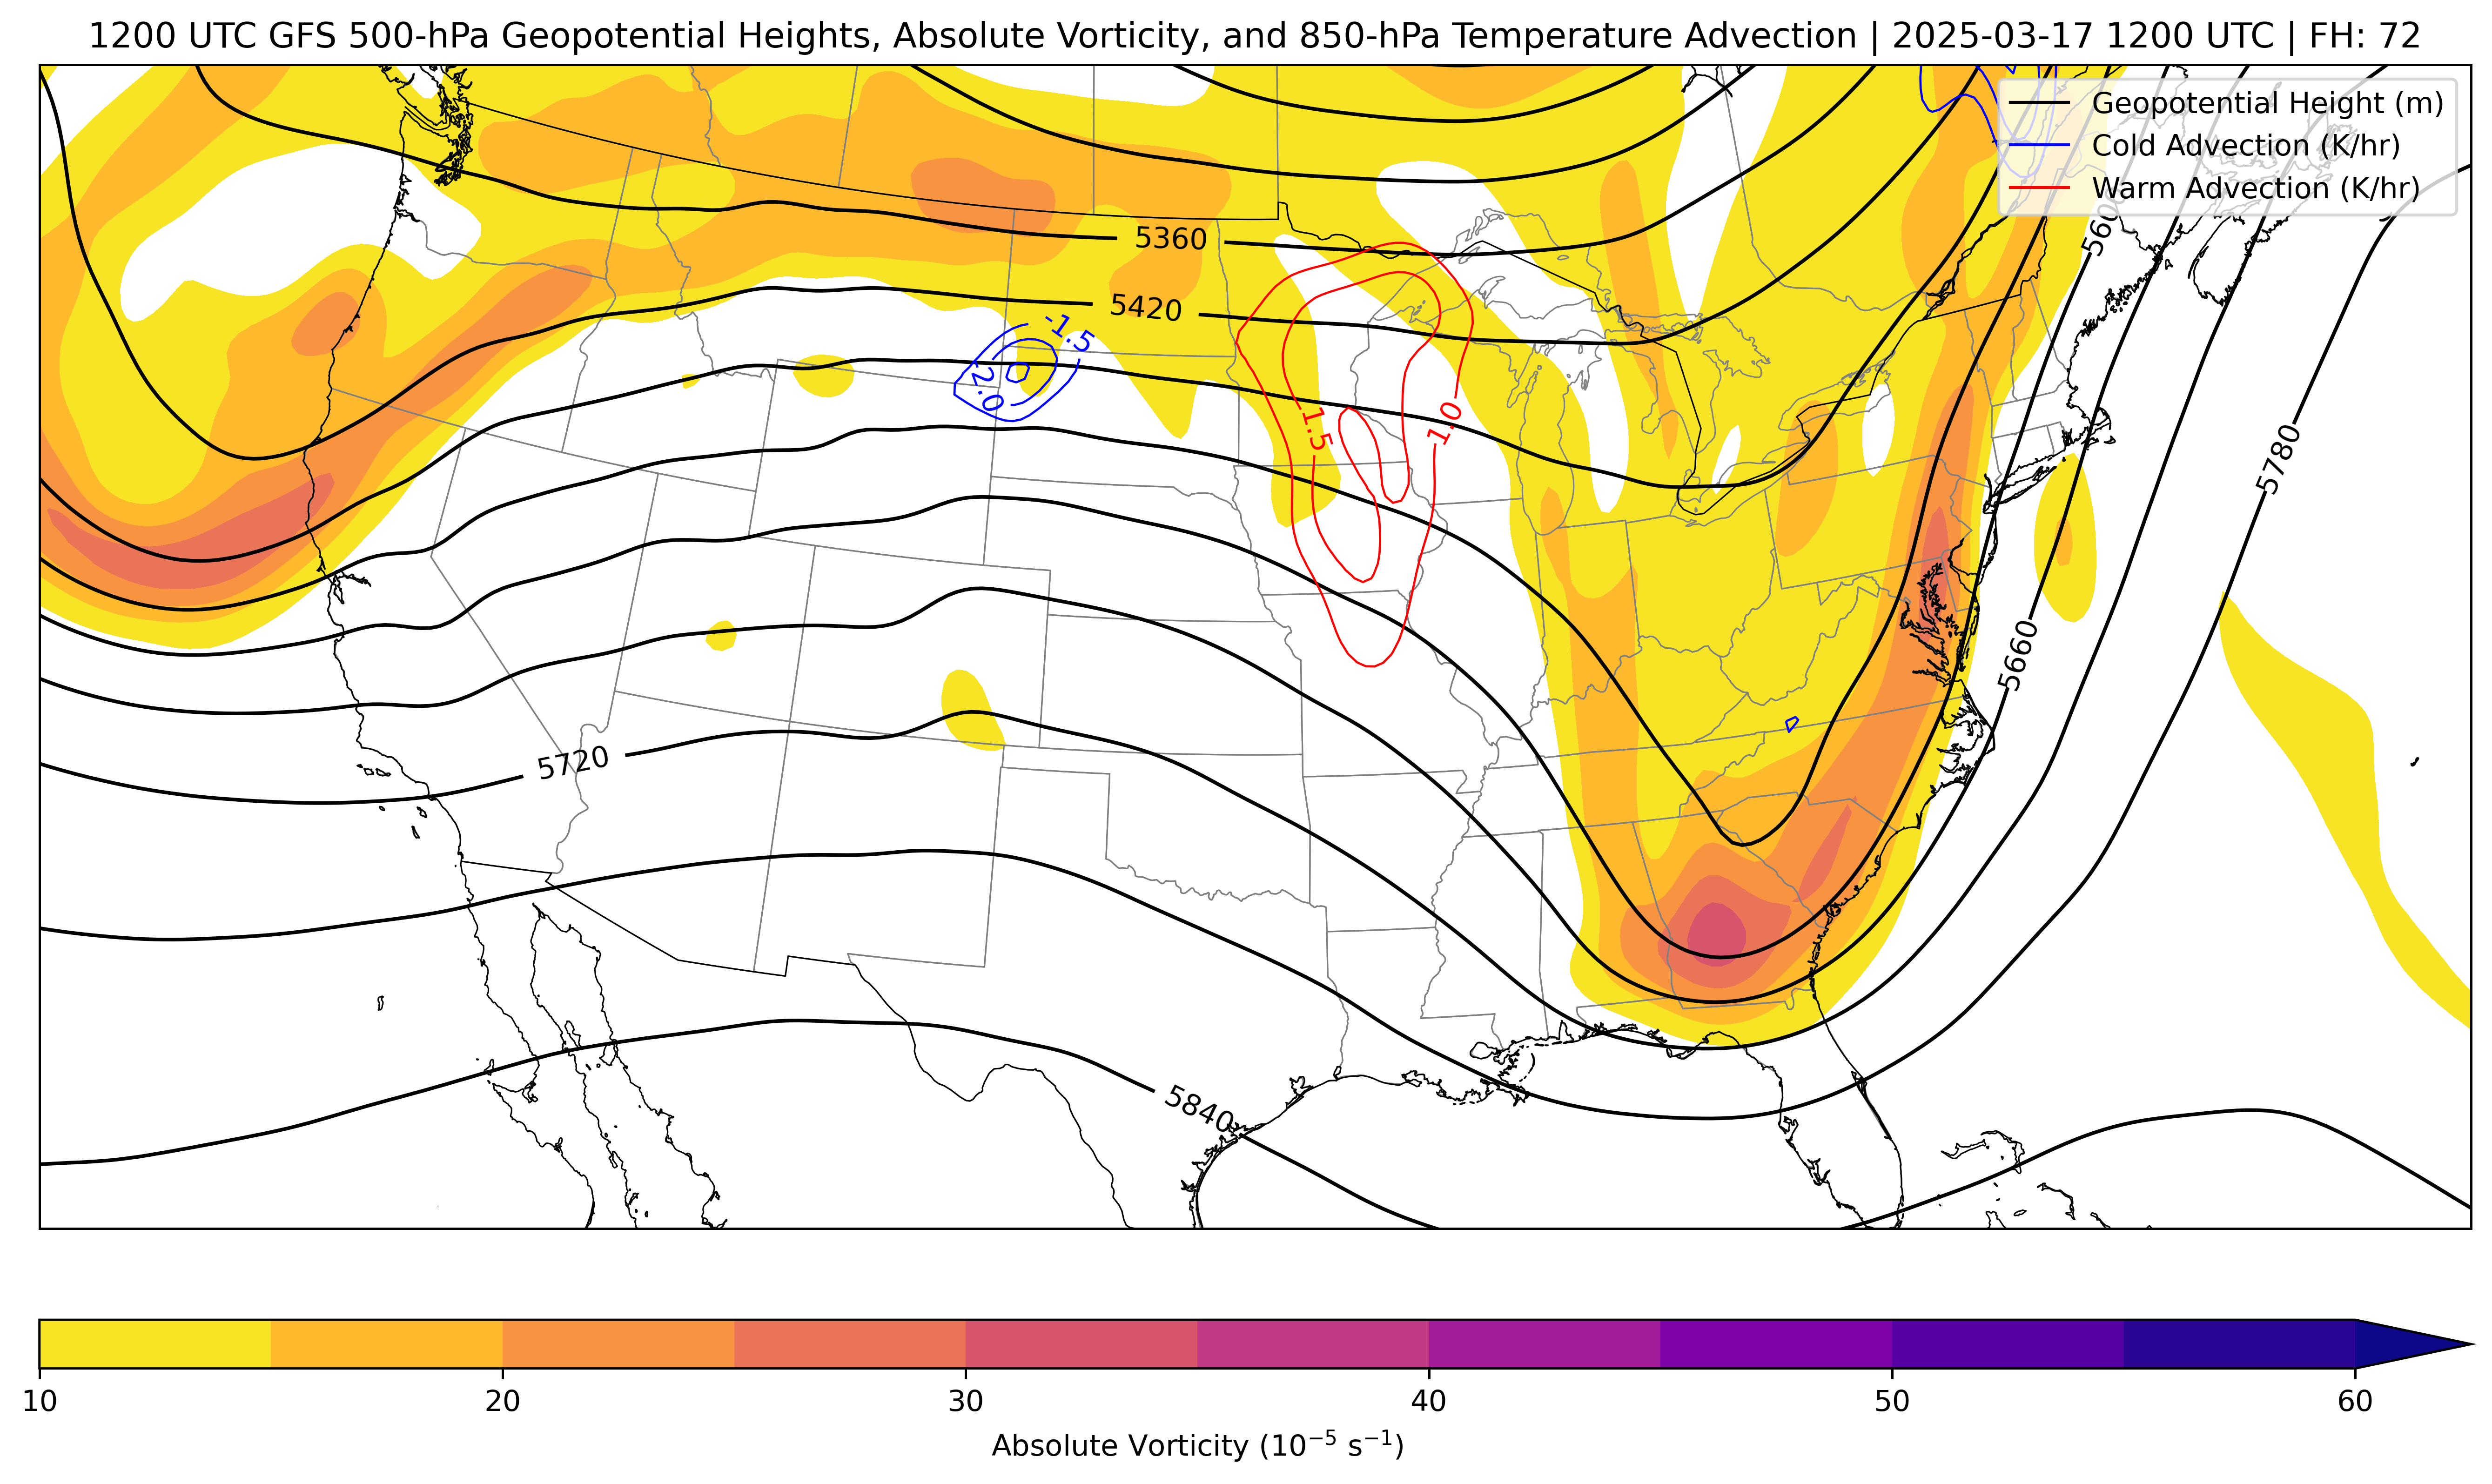 1200 UTC GFS 500-hPa Geopotential Heights, Absolute Vorticity, and 850-hPa Temperature Advection | 2025-03-17 1200 UTC | FH: 72
Geopotential Height (m)
Cold Advection (K/hr)
Warm Advection (K/hr)
5600
5360
5420
-1.5
-2.0
1.5
1.0
5780
5660
5720
5840
10 20 30 40 50 60
Absolute Vorticity (10⁻⁵ s⁻¹)